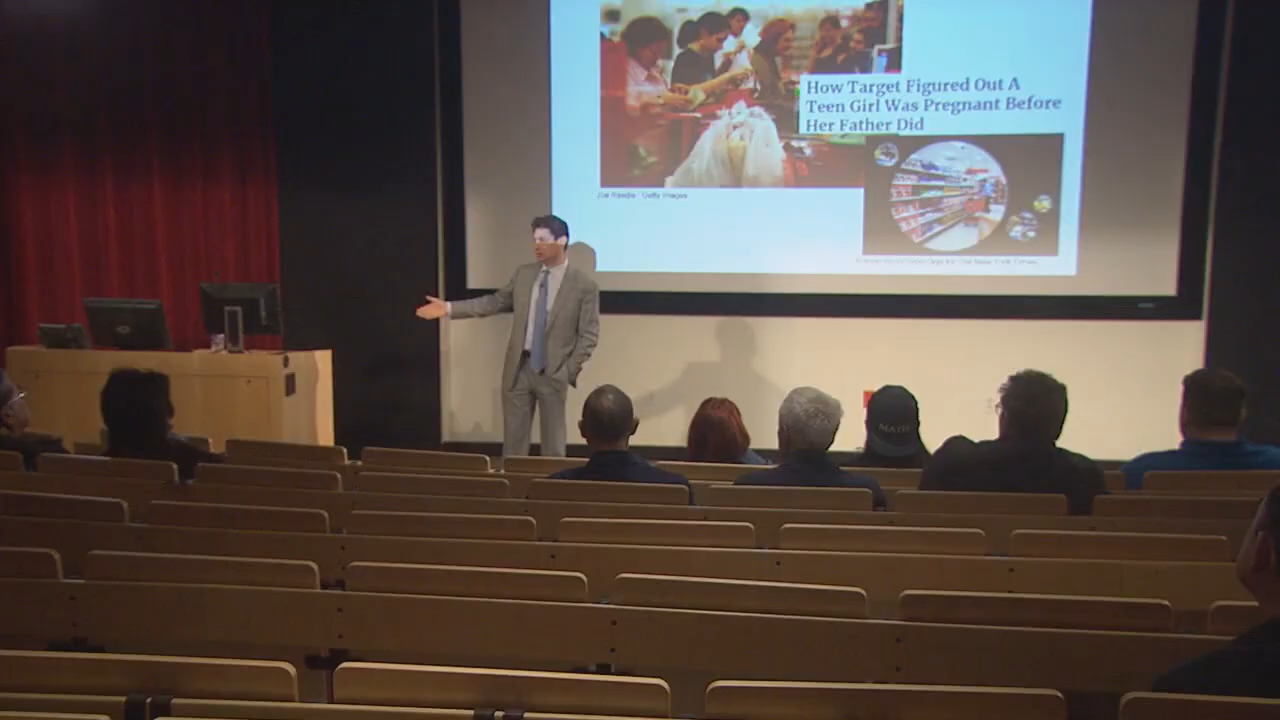 How Target Figured Out A
Teen Girl Was Pregnant Before
Her Father Did
Joe Raedle / Getty Images
MATH